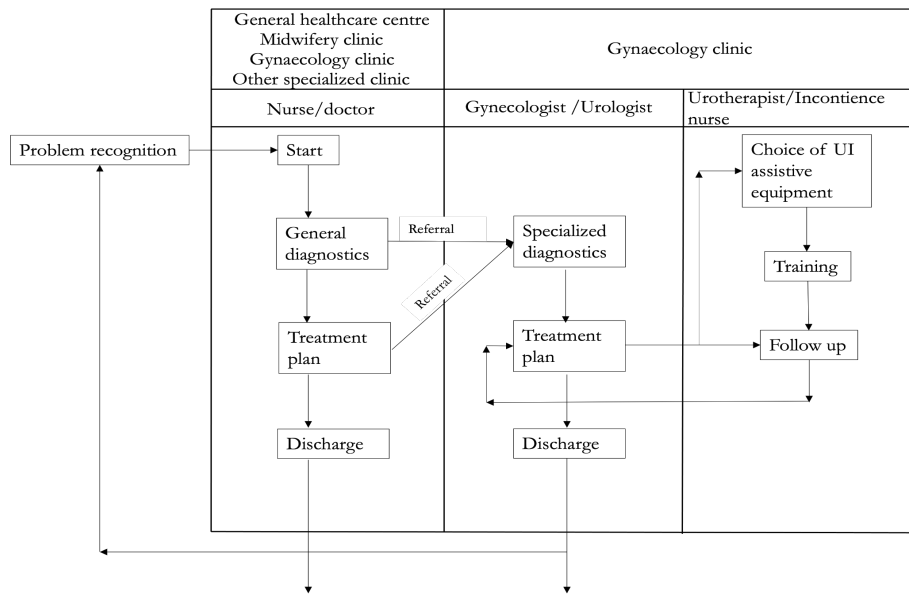 General healthcare centre
Midwifery clinic
Gynaecology clinic
Other specialized clinic
Gynaecology clinic
Nurse/doctor
Gynecologist /Urologist
Urotherapist/Incontience
nurse
Problem recognition
Start
Choice of UI
assistive
equipment
General
diagnostics
Referral
Specialized
diagnostics
Training
Referral
Treatment
plan
Treatment
plan
Follow up
Discharge
Discharge